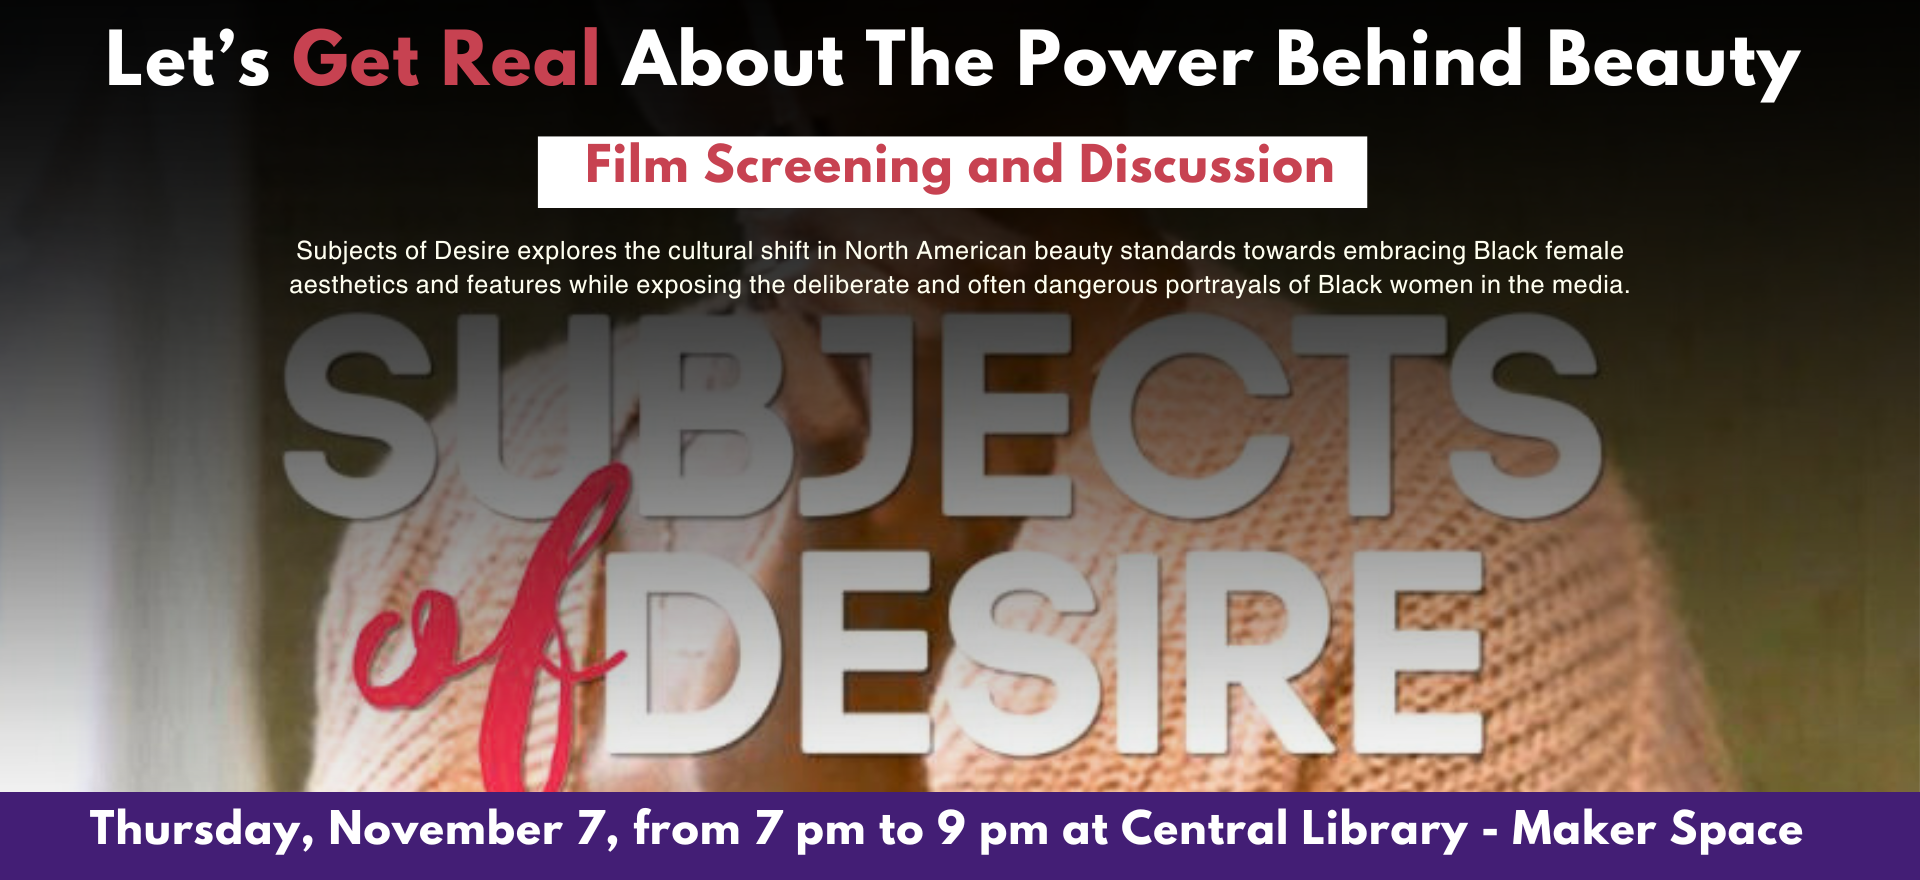 Let’s Get Real About The Power Behind Beauty
Film Screening and Discussion
Subjects of Desire explores the cultural shift in North American beauty standards towards embracing Black female
aesthetics and features while exposing the deliberate and often dangerous portrayals of Black women in the media.
SUBJECTS
of DESIRE
Thursday, November 7, from 7 pm to 9 pm at Central Library - Maker Space